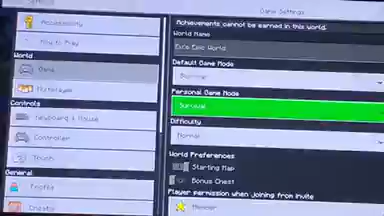 Game Settings
Accessibility
How to Play
World
Game
Multiplayer
Controls
Keyboard & Mouse
Controller
Touch
General
Profile
Creator
Achievements cannot be earned in this world.
World Name
Default Game Mode
Survival
Personal Game Mode
Survival
Difficulty
Normal
World Preferences
Starting Map
Bonus Chest
Player permission when joining from invite
Member